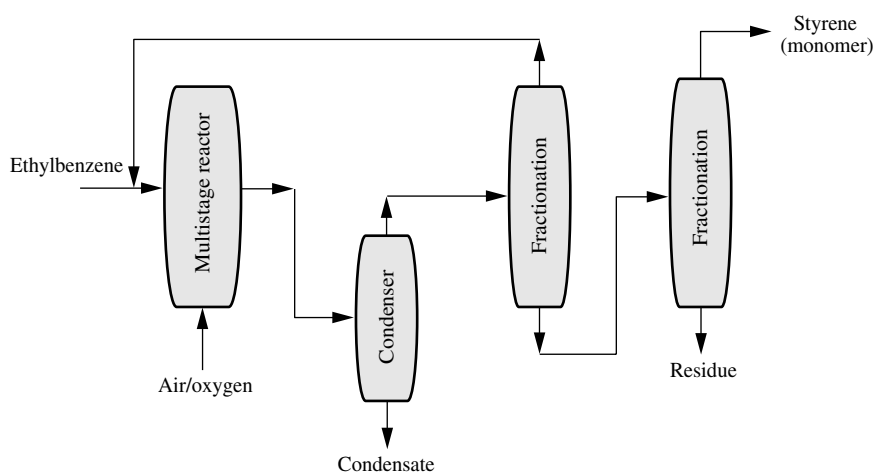 Styrene
(monomer)
Ethylbenzene
Multistage reactor
Condenser
Fractionation
Fractionation
Air/oxygen
Residue
Condensate